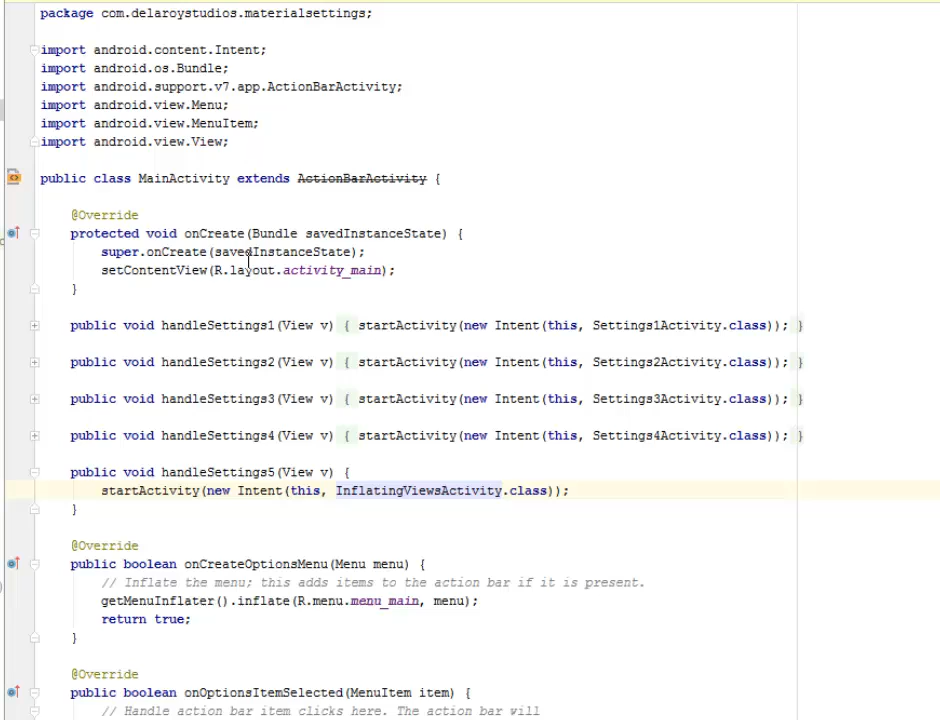 package com.delaroystudios.materialsettings;
import android.content.Intent;
import android.os.Bundle;
import android.support.v7.app.ActionBarActivity;
import android.view.Menu;
import android.view.MenuItem;
import android.view.View;
public class MainActivity extends ActionBarActivity {
@Override
protected void onCreate(Bundle savedInstanceState) {
super.onCreate(savedInstanceState);
setContentView(R.layout.activity_main);
}
public void handleSettings1(View v) { startActivity(new Intent(this, Settings1Activity.class)); }
public void handleSettings2(View v) { startActivity(new Intent(this, Settings2Activity.class)); }
public void handleSettings3(View v) { startActivity(new Intent(this, Settings3Activity.class)); }
public void handleSettings4(View v) { startActivity(new Intent(this, Settings4Activity.class)); }
public void handleSettings5(View v) {
startActivity(new Intent(this, InflatingViewsActivity.class));
}
@Override
public boolean onCreateOptionsMenu(Menu menu) {
// Inflate the menu; this adds items to the action bar if it is present.
getMenuInflater().inflate(R.menu.menu_main, menu);
return true;
}
@Override
public boolean onOptionsItemSelected(MenuItem item) {
// Handle action bar item clicks here. The action bar will